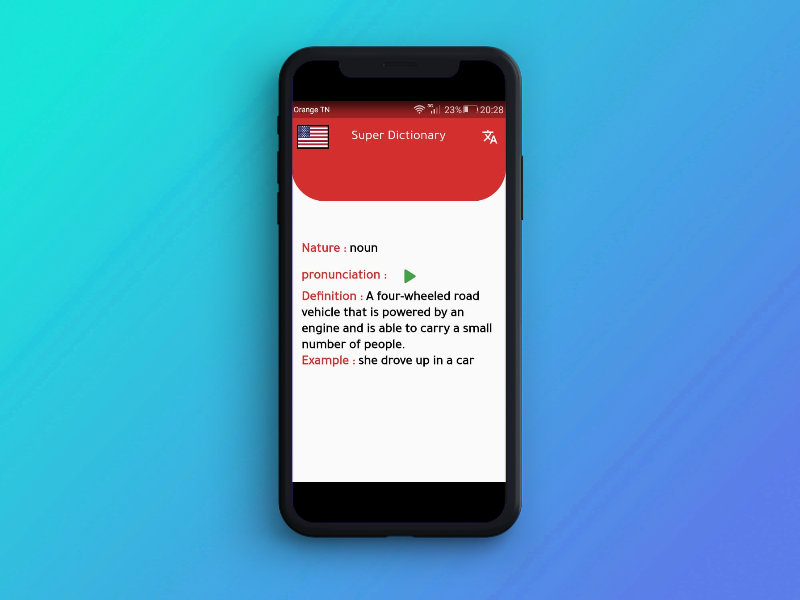 Orange TN 3G 23% 20:28
Super Dictionary
Nature : noun
pronunciation :
Definition : A four-wheeled road
vehicle that is powered by an
engine and is able to carry a small
number of people.
Example : she drove up in a car